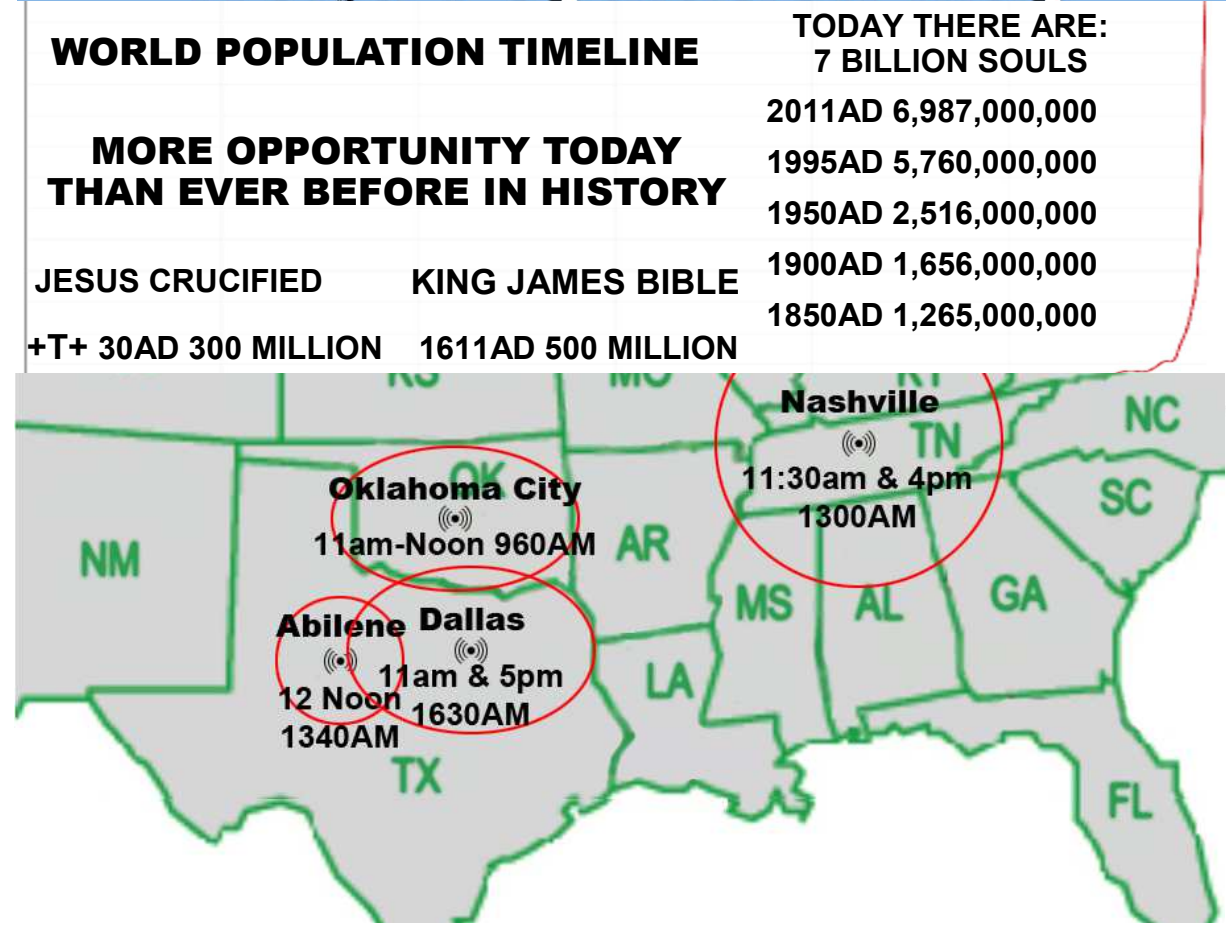 WORLD POPULATION TIMELINE
MORE OPPORTUNITY TODAY
THAN EVER BEFORE IN HISTORY
JESUS CRUCIFIED
+T+ 30AD 300 MILLION
KING JAMES BIBLE
1611AD 500 MILLION
TODAY THERE ARE:
7 BILLION SOULS
2011AD 6,987,000,000
1995AD 5,760,000,000
1950AD 2,516,000,000
1900AD 1,656,000,000
1850AD 1,265,000,000
KS
MO
KY
Nashville
TN
11:30am & 4pm
1300AM
NC
SC
OK
Oklahoma City
11am-Noon 960AM
NM
AR
MS
AL
GA
Abilene
12 Noon
1340AM
Dallas
11am & 5pm
1630AM
LA
TX
FL